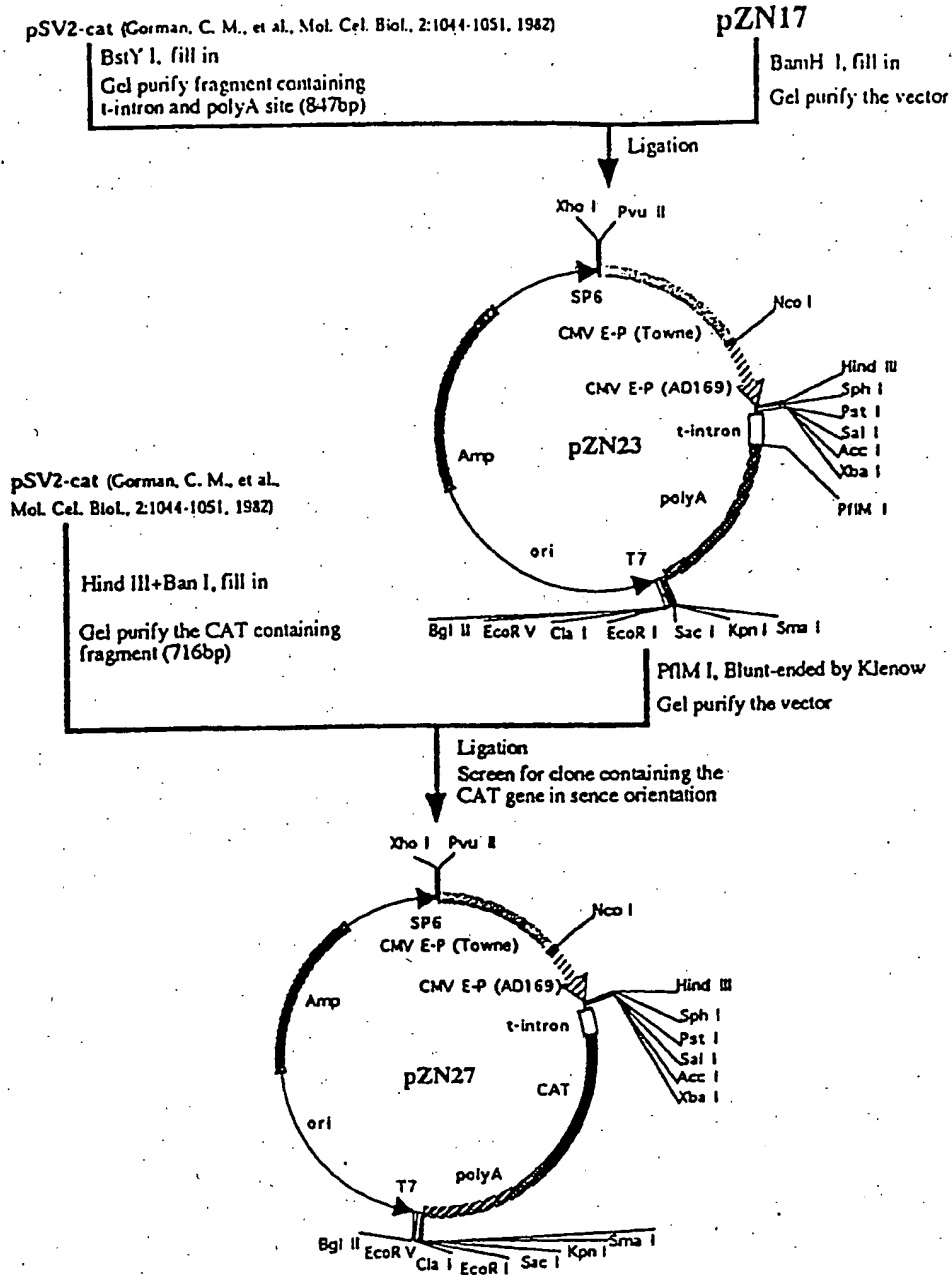 pSV2-cat (Gorman, C. M., et al., Mol. Cel. Biol., 2:1044-1051, 1982)
pZN17
BstY I, fill in
Gel purify fragment containing
t-intron and polyA site (847bp)
BamH I, fill in
Gel purify the vector
Ligation
Xho I
Pvu II
SP6
Nco I
CMV E-P (Towne)
Hind III
CMV E-P (AD169)
Sph I
Pst I
t-intron
Sal I
pZN23
Acc I
Amp
Xba I
polyA
PflM I
pSV2-cat (Gorman, C. M., et al.,
Mol. Cel. Biol., 2:1044-1051, 1982)
ori
T7
Hind III+Ban I, fill in
Bgl II
EcoR V
Cla I
EcoR I
Sac I
Kpn I
Sma I
Gel purify the CAT containing
fragment (716bp)
PflM I, Blunt-ended by Klenow
Gel purify the vector
Ligation
Screen for clone containing the
CAT gene in sence orientation
Xho I
Pvu II
SP6
Nco I
CMV E-P (Towne)
CMV E-P (AD169)
Hind III
Amp
t-intron
Sph I
Pst I
Sal I
pZN27
CAT
Acc I
Xba I
ori
polyA
T7
Bgl II
EcoR V
Cla I
EcoR I
Sac I
Kpn I
Sma I